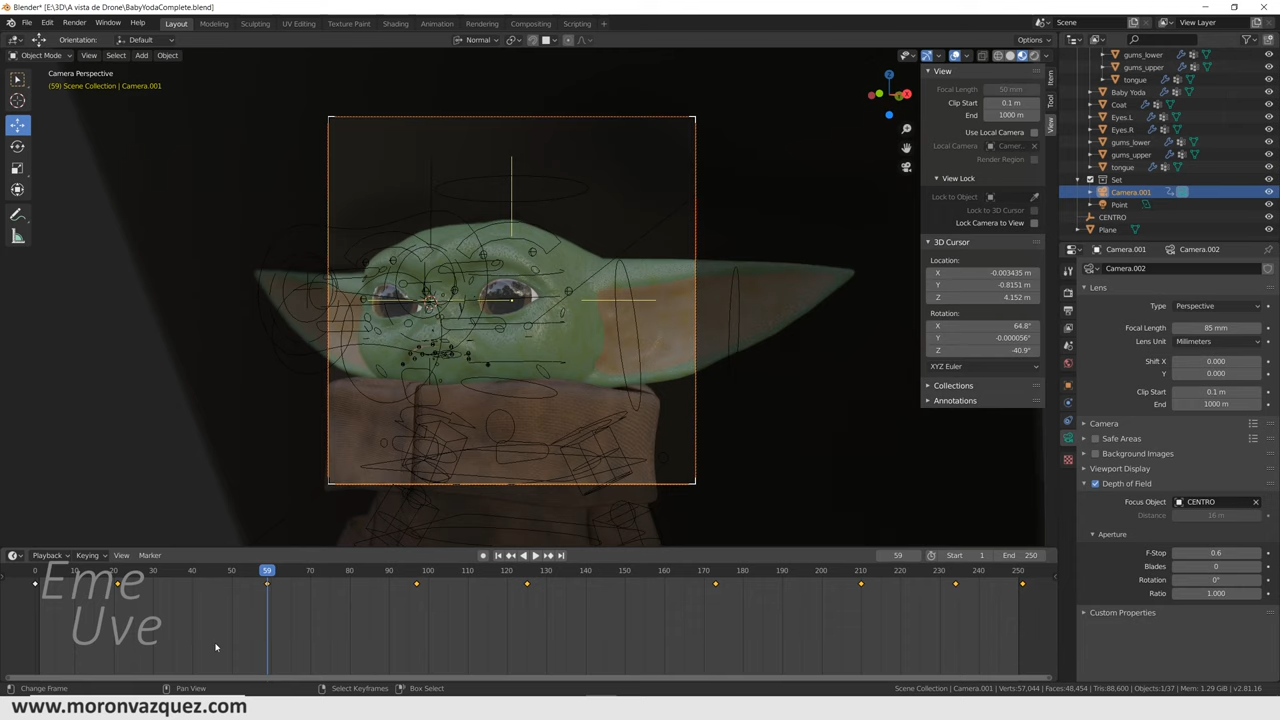 Blender* [E:\3D\A vista de Drone\BabyYodaComplete.blend]
File Edit Render Window Help Layout Modeling Sculpting UV Editing Texture Paint Shading Animation Rendering Compositing Scripting Scene View Layer
Orientation: Default Normal Options
Object Mode View Select Add Object
Camera Perspective
(59) Scene Collection | Camera.001
Z
X
View
Focal Length 50 mm
Clip Start 0.1 m
End 1000 m
Use Local Camera
Local Camera Camer..
Render Region
View Lock
Lock to Object
Lock to 3D Cursor
Lock Camera to View
3D Cursor
Location:
X -0.003435 m
Y -0.8151 m
Z 4.152 m
Rotation:
X 64.8°
Y -0.000056°
Z -40.9°
XYZ Euler
Collections
Annotations
Item
Tool
View
gums_lower
gums_upper
tongue
Baby Yoda
Coat
Eyes.L
Eyes.R
gums_lower
gums_upper
tongue
Set
Camera.001
Point
CENTRO
Plane
Camera.001 Camera.002
Camera.002
Lens
Type Perspective
Focal Length 85 mm
Lens Unit Millimeters
Shift X 0.000
Y 0.000
Clip Start 0.1 m
End 1000 m
Camera
Safe Areas
Background Images
Viewport Display
Depth of Field
Focus Object CENTRO
Distance 16 m
Aperture
F-Stop 0.6
Blades 0
Rotation 0°
Ratio 1.000
Custom Properties
Playback Keying View Marker 59 Start 1 End 250
0 10 20 30 40 50 59 70 80 90 100 110 120 130 140 150 160 170 180 190 200 210 220 230 240 250
Eme
Uve
Change Frame Pan View Select Keyframes Box Select Scene Collection | Camera.001 | Verts:57,044 | Faces:48,454 | Tris:88,600 | Objects:1/37 | Mem: 1.29 GiB | v2.81.16
www.moronvazquez.com